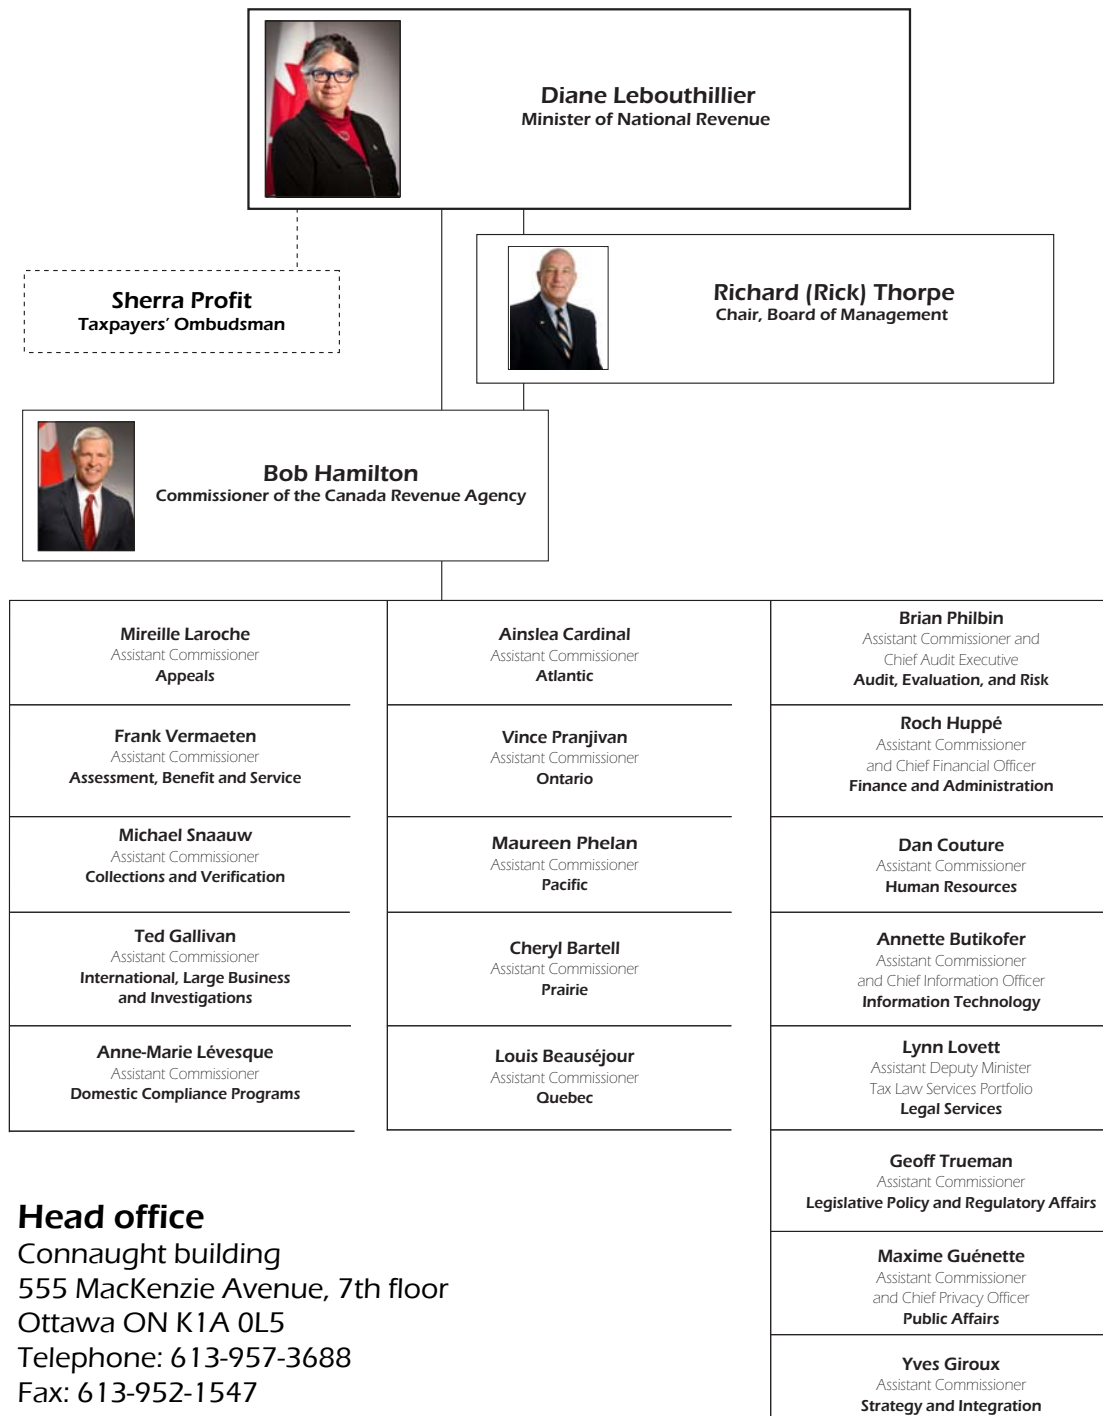 Diane Lebouthillier
Minister of National Revenue
Sherra Profit
Taxpayers’ Ombudsman
Richard (Rick) Thorpe
Chair, Board of Management
Bob Hamilton
Commissioner of the Canada Revenue Agency
Mireille Laroche
Assistant Commissioner
Appeals
Frank Vermaeten
Assistant Commissioner
Assessment, Benefit and Service
Michael Snaauw
Assistant Commissioner
Collections and Verification
Ted Gallivan
Assistant Commissioner
International, Large Business
and Investigations
Anne-Marie Lévesque
Assistant Commissioner
Domestic Compliance Programs
Ainslea Cardinal
Assistant Commissioner
Atlantic
Vince Pranjivan
Assistant Commissioner
Ontario
Maureen Phelan
Assistant Commissioner
Pacific
Cheryl Bartell
Assistant Commissioner
Prairie
Louis Beauséjour
Assistant Commissioner
Quebec
Brian Philbin
Assistant Commissioner and
Chief Audit Executive
Audit, Evaluation, and Risk
Roch Huppé
Assistant Commissioner
and Chief Financial Officer
Finance and Administration
Dan Couture
Assistant Commissioner
Human Resources
Annette Butikofer
Assistant Commissioner
and Chief Information Officer
Information Technology
Lynn Lovett
Assistant Deputy Minister
Tax Law Services Portfolio
Legal Services
Geoff Trueman
Assistant Commissioner
Legislative Policy and Regulatory Affairs
Maxime Guénette
Assistant Commissioner
and Chief Privacy Officer
Public Affairs
Yves Giroux
Assistant Commissioner
Strategy and Integration
Head office
Connaught building
555 MacKenzie Avenue, 7th floor
Ottawa ON K1A 0L5
Telephone: 613-957-3688
Fax: 613-952-1547